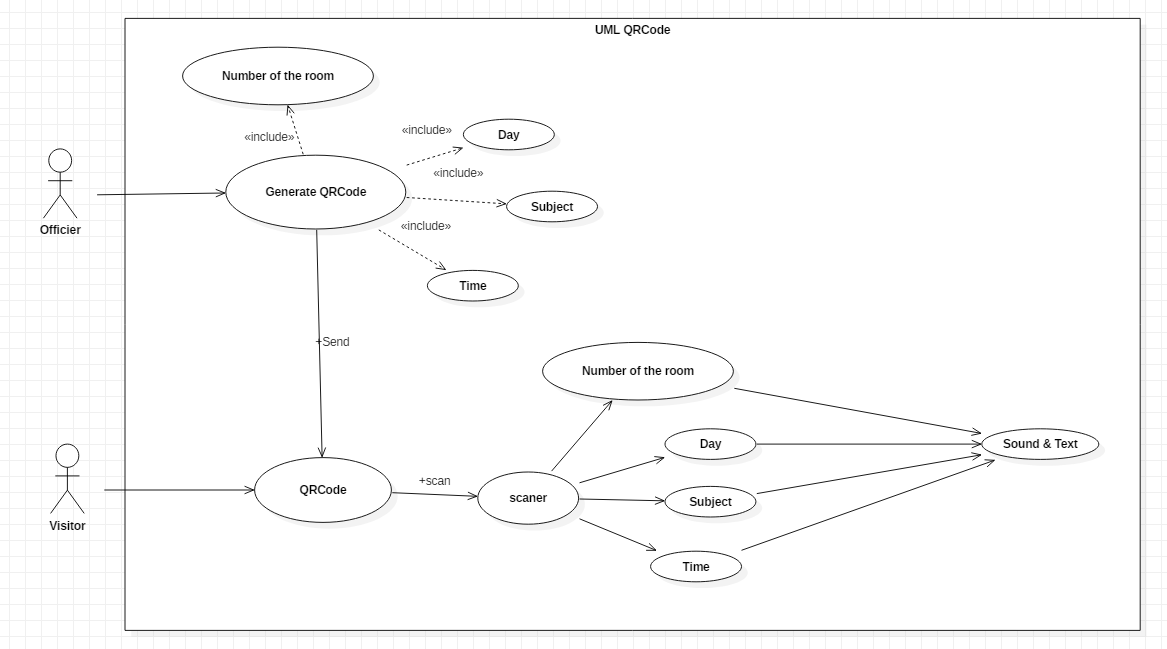 UML QRCode
Number of the room
«include»
«include»
Day
«include»
Generate QRCode
Subject
«include»
Officier
Time
+Send
Number of the room
Day
Sound & Text
+scan
QRCode
scaner
Subject
Visitor
Time